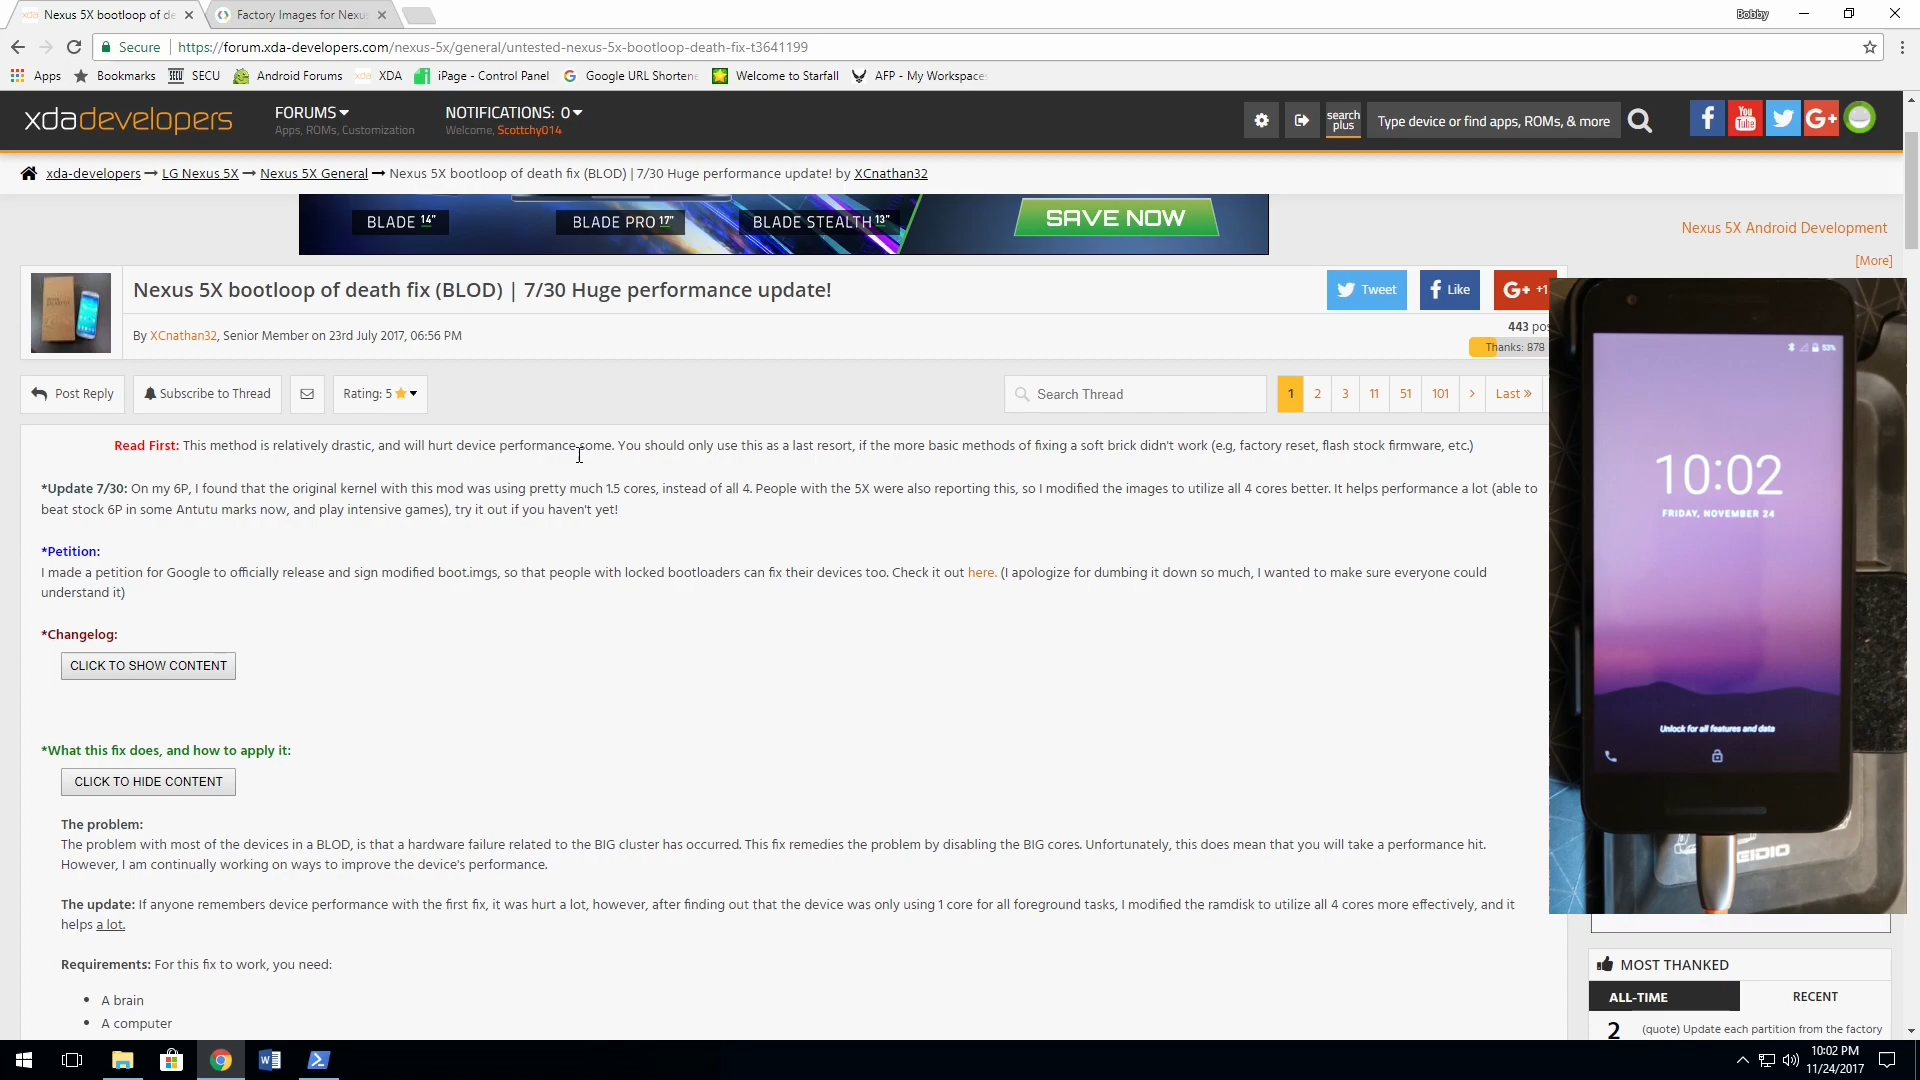 Nexus 5X bootloop of de
Factory Images for Nexu
Bobby
Secure
https://forum.xda-developers.com/nexus-5x/general/untested-nexus-5x-bootloop-death-fix-t3641199
Apps
Bookmarks
SECU
Android Forums
xda XDA
iPage - Control Panel
Google URL Shortene
Welcome to Starfall
AFP - My Workspace
xdadevelopers
FORUMS
Apps, ROMs, Customization
NOTIFICATIONS: 0
Welcome, Scottchy014
search
plus
Type device or find apps, ROMs, & more
You
Tube
G+
xda-developers → LG Nexus 5X → Nexus 5X General → Nexus 5X bootloop of death fix (BLOD) | 7/30 Huge performance update! by XCnathan32
BLADE 14"
BLADE PRO 17"
BLADE STEALTH 13"
SAVE NOW
Nexus 5X Android Development
[More]
Nexus 5X bootloop of death fix (BLOD) | 7/30 Huge performance update!
Tweet
Like
G+ +1
By XCnathan32, Senior Member on 23rd July 2017, 06:56 PM
443 pos
Thanks: 878
Post Reply
Subscribe to Thread
Rating: 5
Search Thread
1 2 3 11 51 101 > Last »
Read First: This method is relatively drastic, and will hurt device performance some. You should only use this as a last resort, if the more basic methods of fixing a soft brick didn't work (e.g, factory reset, flash stock firmware, etc.)
*Update 7/30: On my 6P, I found that the original kernel with this mod was using pretty much 1.5 cores, instead of all 4. People with the 5X were also reporting this, so I modified the images to utilize all 4 cores better. It helps performance a lot (able to
beat stock 6P in some Antutu marks now, and play intensive games), try it out if you haven't yet!
*Petition:
I made a petition for Google to officially release and sign modified boot.imgs, so that people with locked bootloaders can fix their devices too. Check it out here. (I apologize for dumbing it down so much, I wanted to make sure everyone could
understand it)
*Changelog:
CLICK TO SHOW CONTENT
*What this fix does, and how to apply it:
CLICK TO HIDE CONTENT
The problem:
The problem with most of the devices in a BLOD, is that a hardware failure related to the BIG cluster has occurred. This fix remedies the problem by disabling the BIG cores. Unfortunately, this does mean that you will take a performance hit.
However, I am continually working on ways to improve the device's performance.
The update: If anyone remembers device performance with the first fix, it was hurt a lot, however, after finding out that the device was only using 1 core for all foreground tasks, I modified the ramdisk to utilize all 4 cores more effectively, and it
helps a lot.
Requirements: For this fix to work, you need:
• A brain
• A computer
53%
10:02
FRIDAY, NOVEMBER 24
Unlock for all features and data
EIDIO
MOST THANKED
ALL-TIME
RECENT
2
(quote) Update each partition from the factory
10:02 PM
11/24/2017